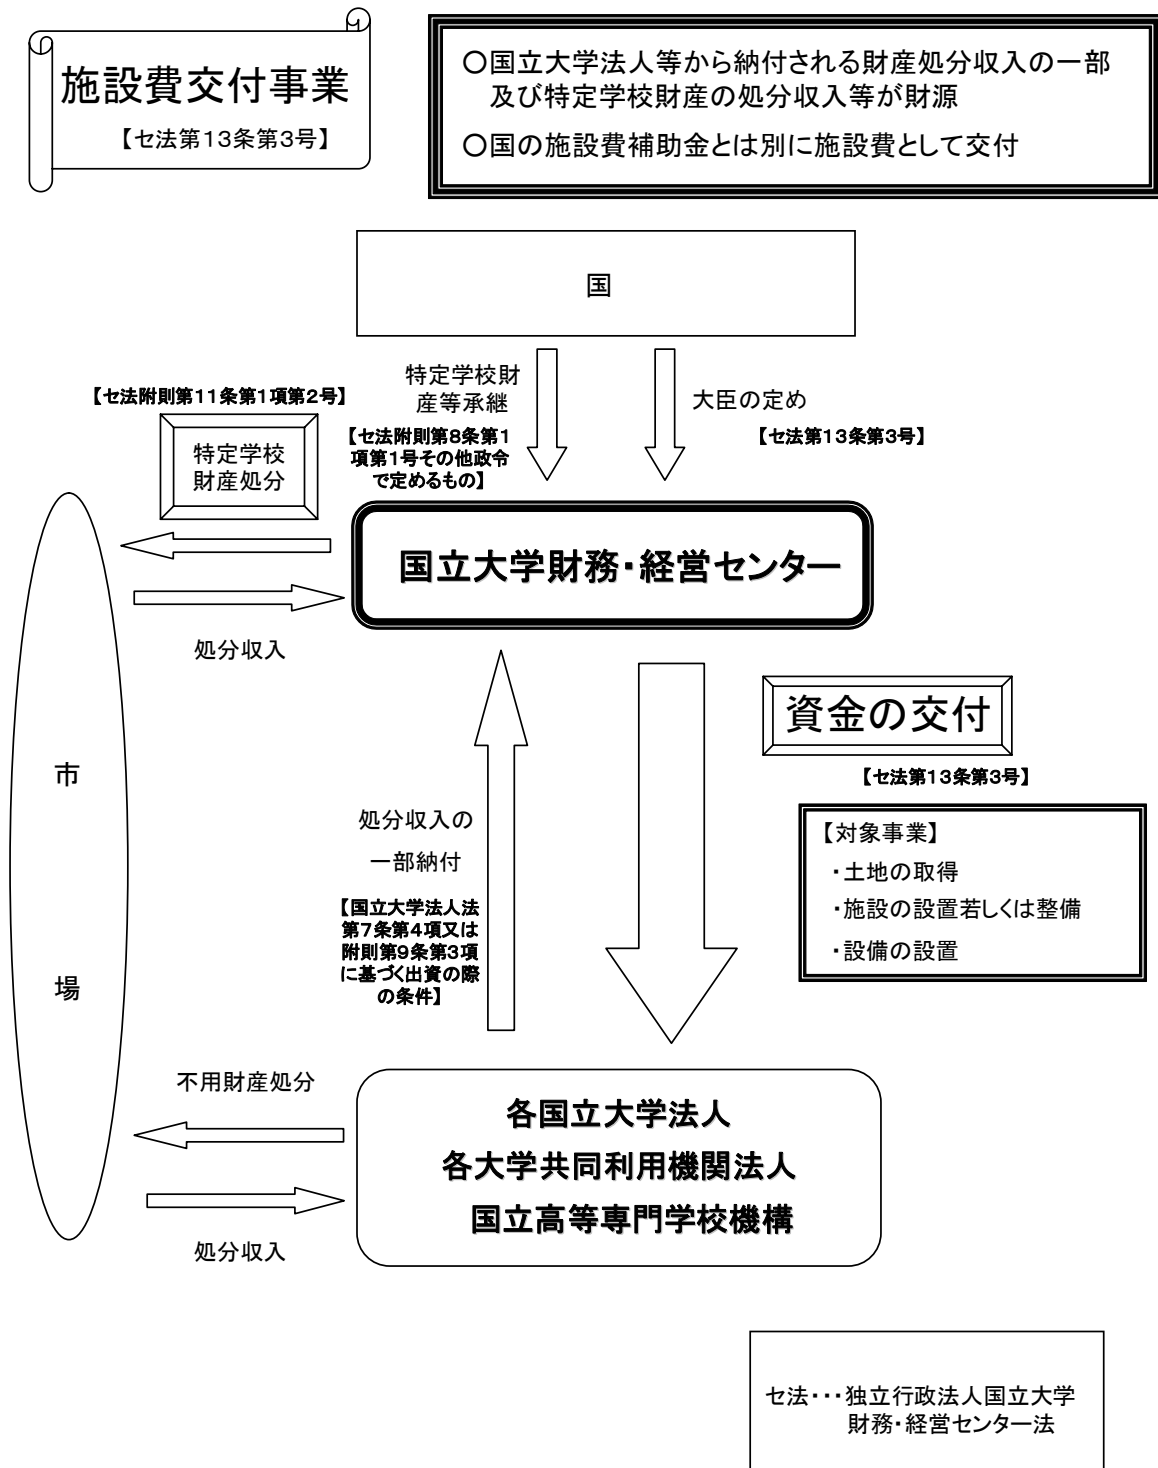 施設費交付事業
【セ法第13条第3号】
○国立大学法人等から納付される財産処分収入の一部
及び特定学校財産の処分収入等が財源
○国の施設費補助金とは別に施設費として交付
国
特定学校財
産等承継
【セ法附則第8条第1
項第1号その他政令
で定めるもの】
大臣の定め
【セ法第13条第3号】
【セ法附則第11条第1項第2号】
特定学校
財産処分
国立大学財務・経営センター
処分収入
市
場
資金の交付
【セ法第13条第3号】
処分収入の
一部納付
【国立大学法人法
第7条第4項又は
附則第9条第3項
に基づく出資の際
の条件】
【対象事業】
・土地の取得
・施設の設置若しくは整備
・設備の設置
不用財産処分
各国立大学法人
各大学共同利用機関法人
国立高等専門学校機構
処分収入
セ法・・・独立行政法人国立大学
財務・経営センター法